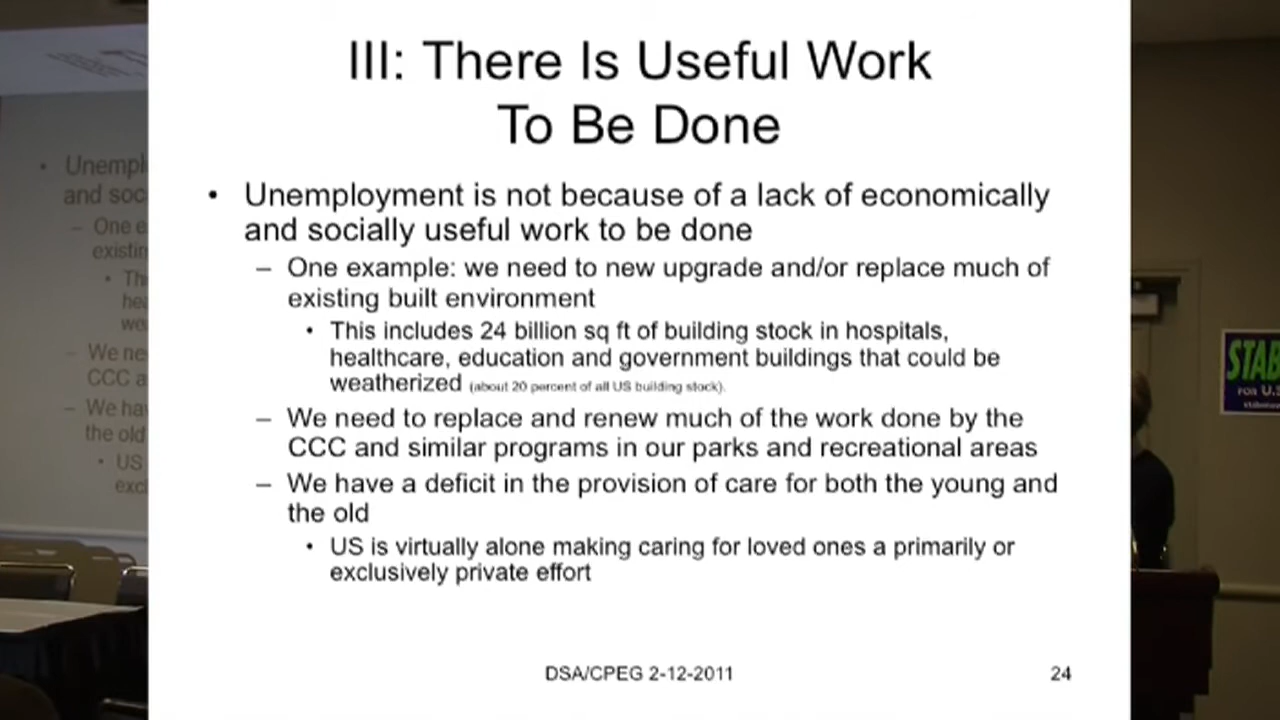 III: There Is Useful Work
To Be Done
• Unemployment is not because of a lack of economically
and socially useful work to be done
– One example: we need to new upgrade and/or replace much of
existing built environment
• This includes 24 billion sq ft of building stock in hospitals,
healthcare, education and government buildings that could be
weatherized (about 20 percent of all US building stock).
– We need to replace and renew much of the work done by the
CCC and similar programs in our parks and recreational areas
– We have a deficit in the provision of care for both the young and
the old
• US is virtually alone making caring for loved ones a primarily or
exclusively private effort
DSA/CPEG 2-12-2011
24
• Unempl
and soc
– One e
existin
• Th
hea
wea
– We ne
CCC a
– We hav
the old
• US
excl
STAB
FOR U.S